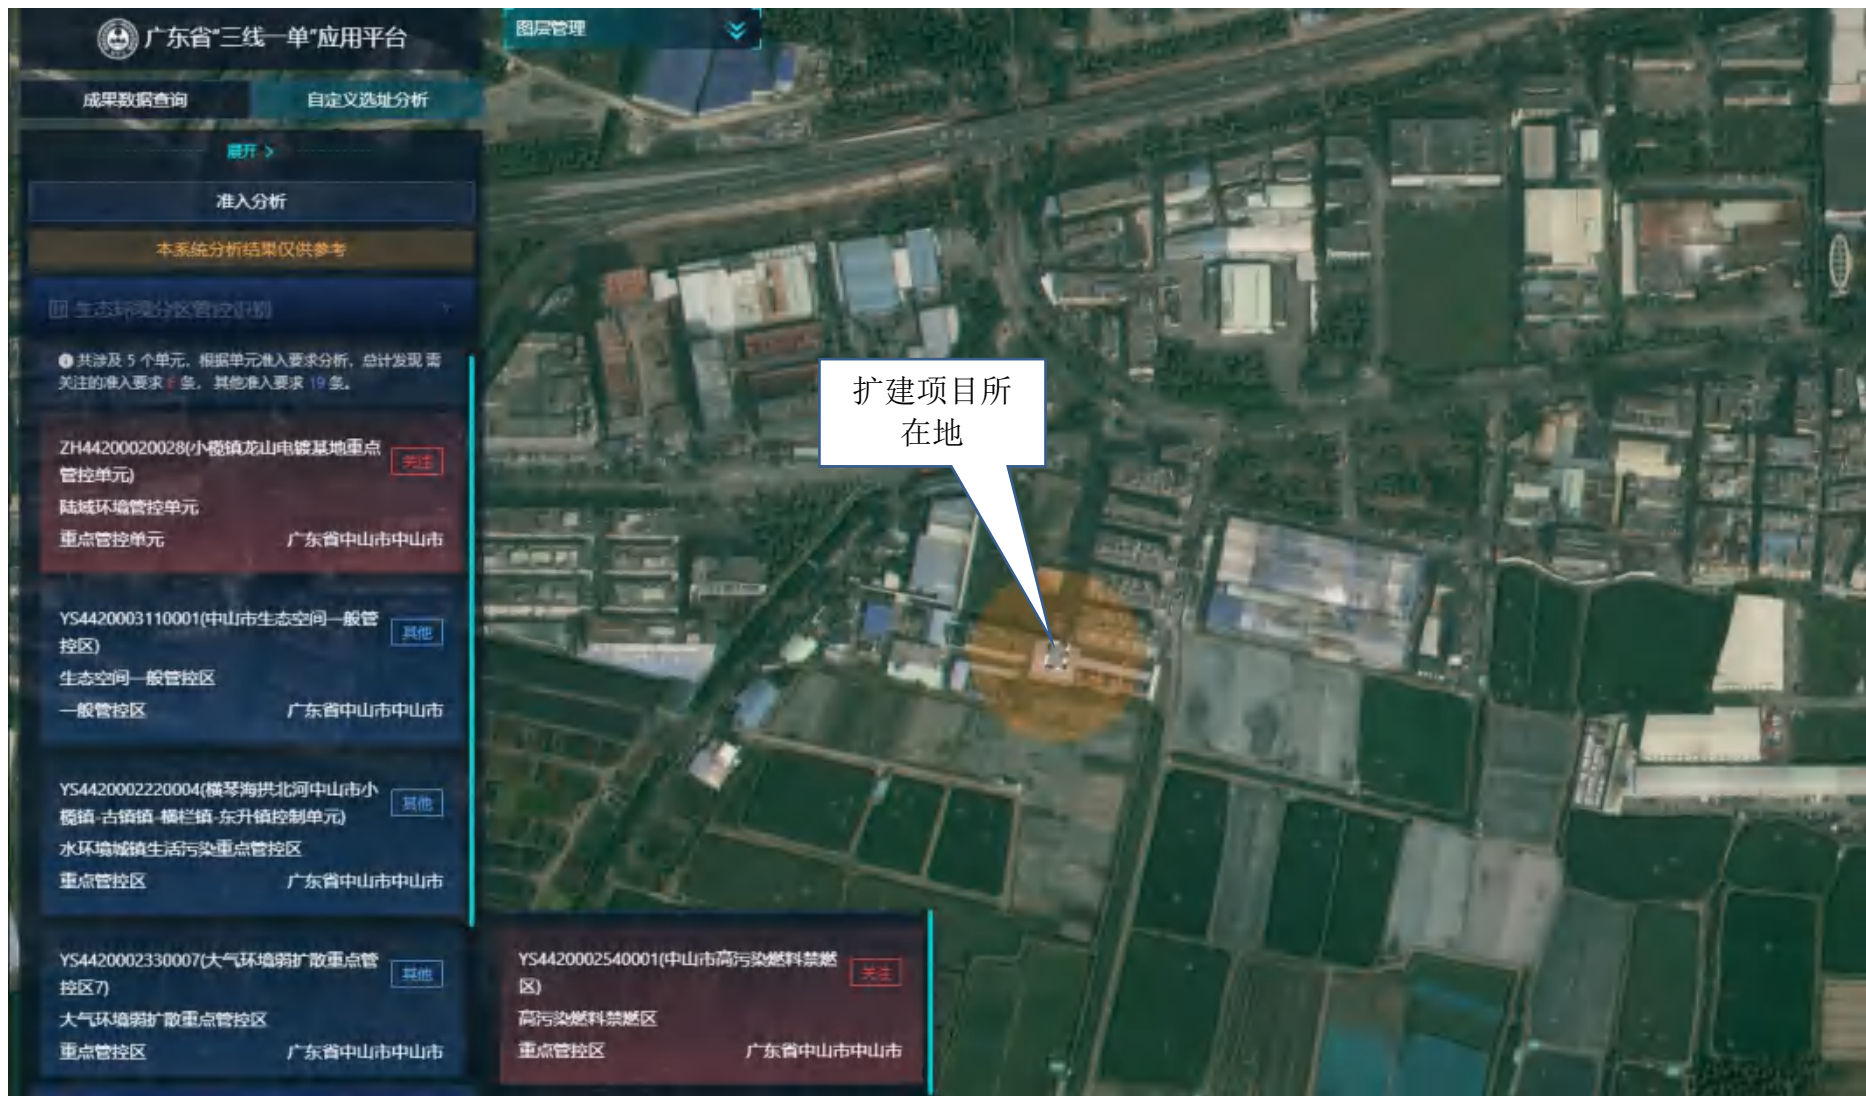 广东省"三线一单"应用平台
图层管理
成果数据查询
自定义选址分析
展开 >
准入分析
本系统分析结果仅供参考
共涉及 5 个单元，根据单元准入要求分析，总计发现 需
关注的准入要求 条，其他准入要求 19 条。
ZH44200020028(小榄镇龙山电镀基地重点
管控单元)
关注
陆域环境管控单元
重点管控单元 广东省中山市中山市
YS4420003110001(中山市生态空间一般管
控区)
其他
生态空间一般管控区
一般管控区 广东省中山市中山市
YS4420002220004(横琴海拱北河中山市小
榄镇-古镇镇-横栏镇-东升镇控制单元)
其他
水环境城镇生活污染重点管控区
重点管控区 广东省中山市中山市
YS4420002330007(大气环境弱扩散重点管
控区7)
其他
大气环境弱扩散重点管控区
重点管控区 广东省中山市中山市
YS4420002540001(中山市高污染燃料禁燃
区)
关注
高污染燃料禁燃区
重点管控区 广东省中山市中山市
扩建项目所
在地